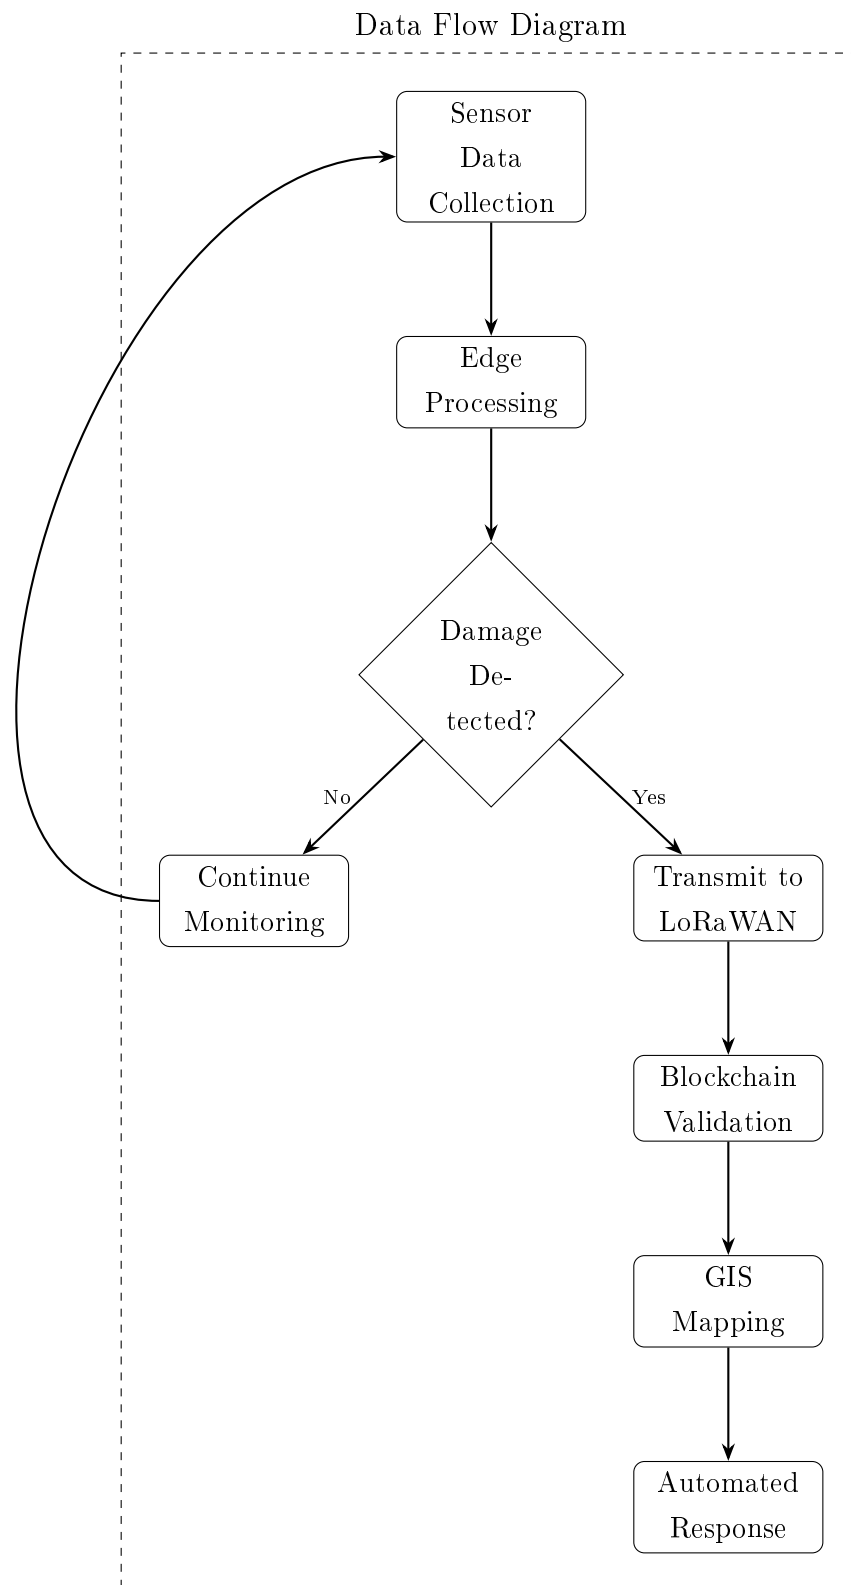 Data Flow Diagram
Sensor
Data
Collection
Edge
Processing
Damage
De-
tected?
No
Yes
Continue
Monitoring
Transmit to
LoRaWAN
Blockchain
Validation
GIS
Mapping
Automated
Response